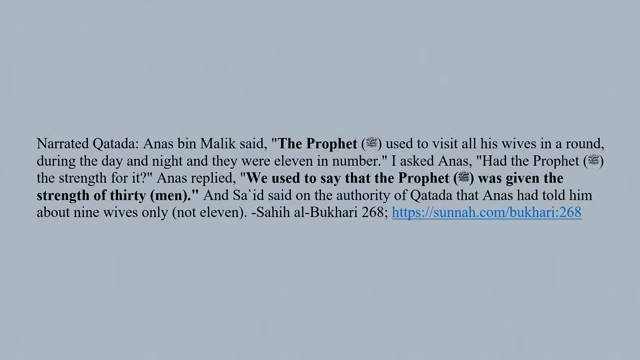 Narrated Qatada: Anas bin Malik said, "The Prophet (ﷺ) used to visit all his wives in a round,
during the day and night and they were eleven in number." I asked Anas, "Had the Prophet (ﷺ)
the strength for it?" Anas replied, "We used to say that the Prophet (ﷺ) was given the
strength of thirty (men)." And Sa`id said on the authority of Qatada that Anas had told him
about nine wives only (not eleven). -Sahih al-Bukhari 268; https://sunnah.com/bukhari:268